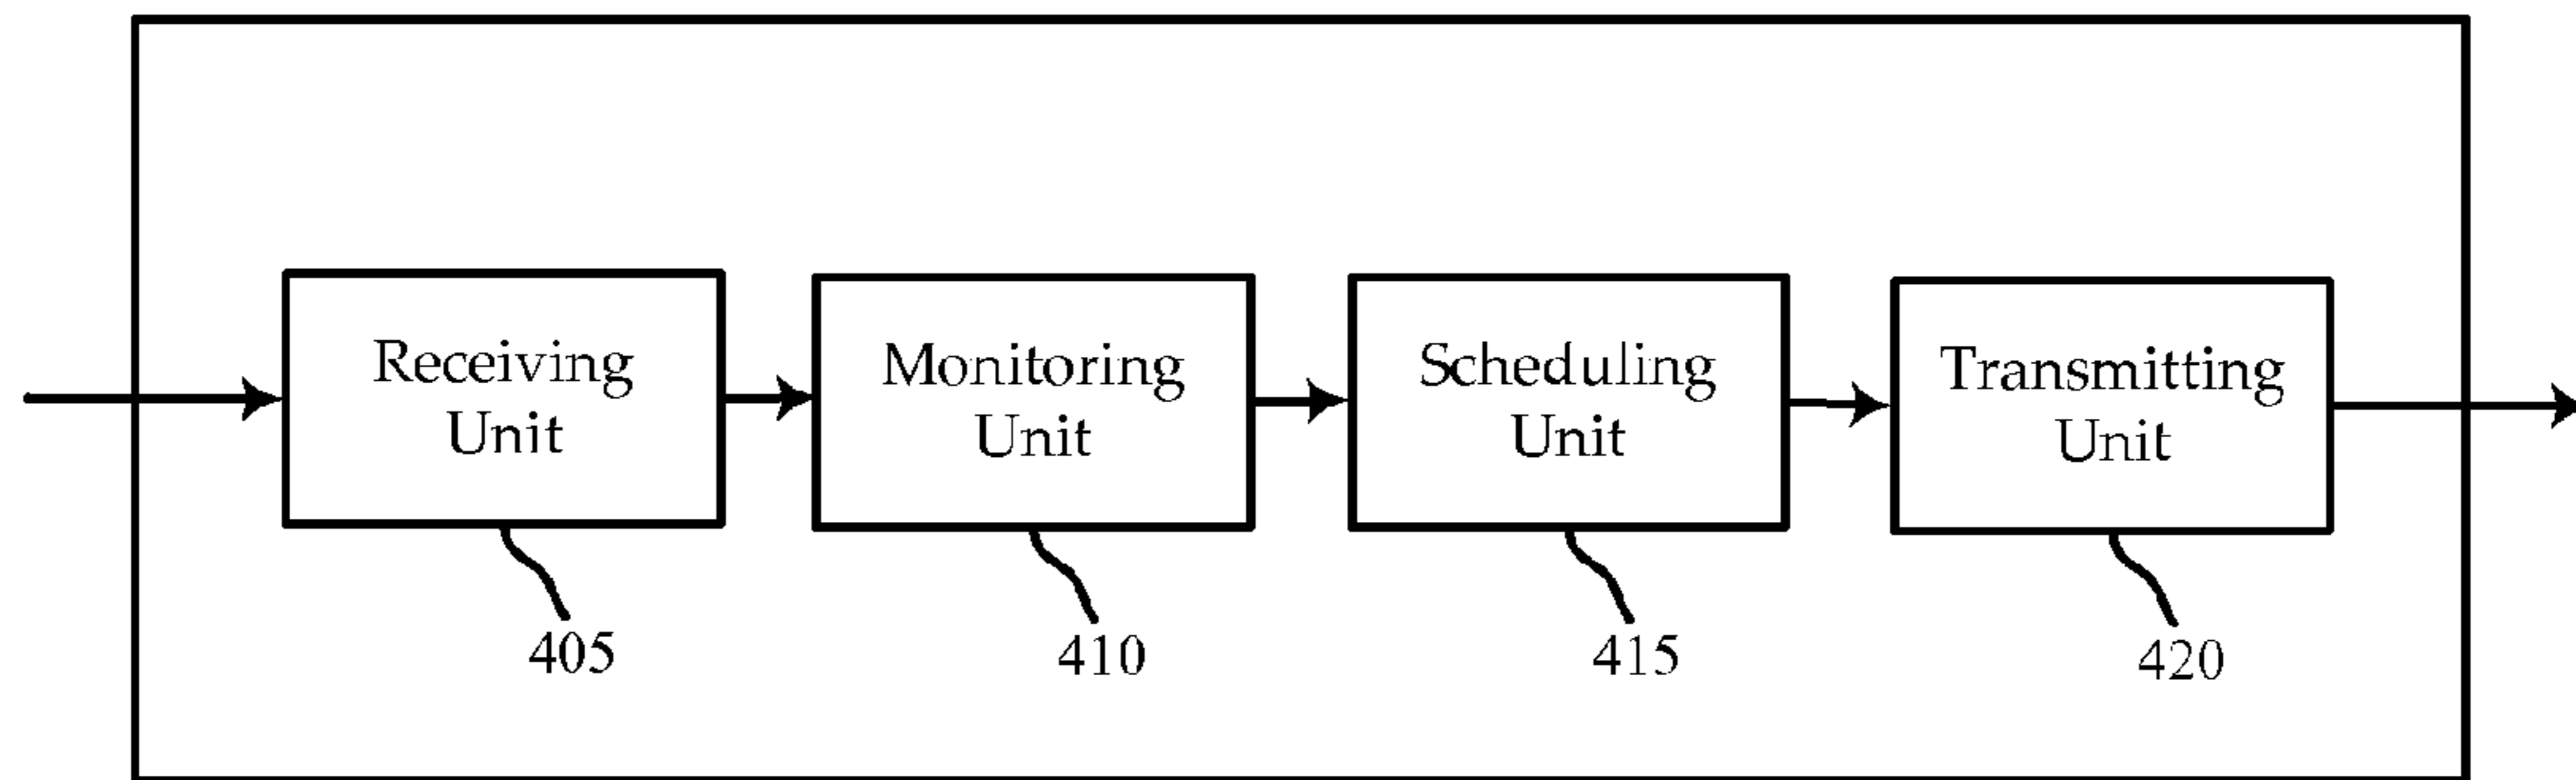 Receiving
Unit
Monitoring
Unit
Scheduling
Unit
Transmitting
Unit
405
410
415
420